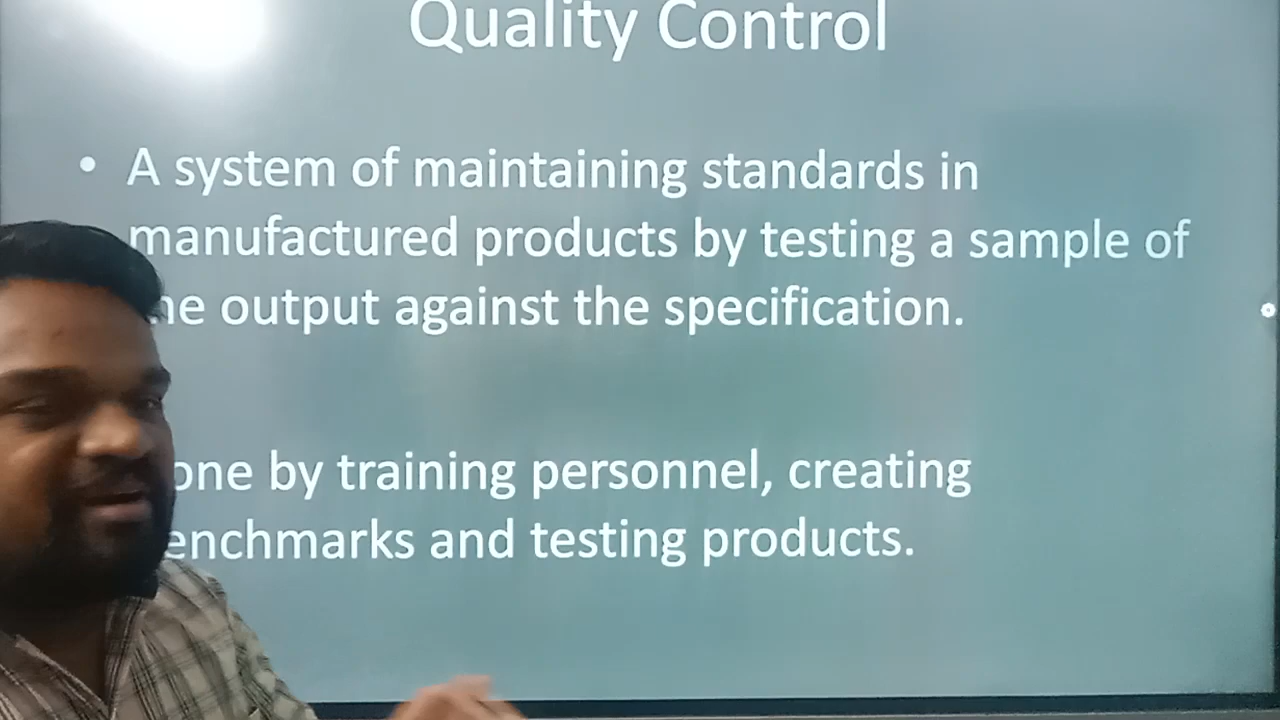 Quality Control
• A system of maintaining standards in
manufactured products by testing a sample of
output against the specification.
by training personnel, creating
and testing products.